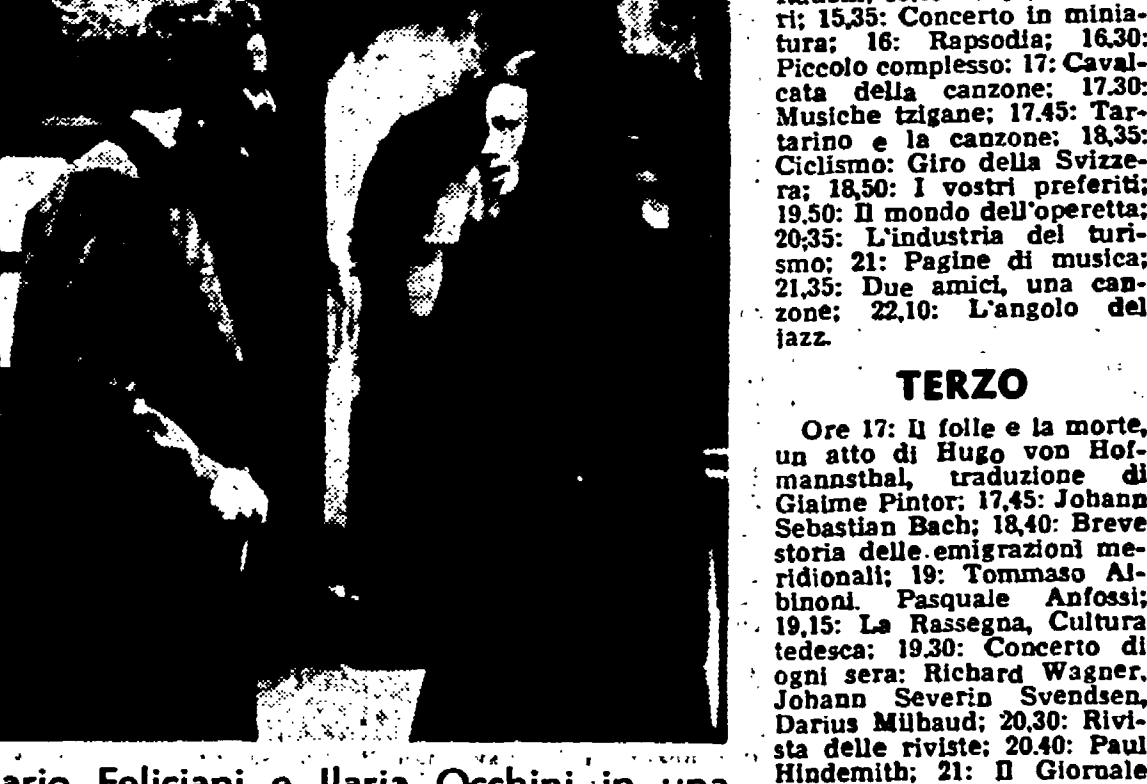 ri; 15,35: Concerto in minia-
tura; 16: Rapsodia; 16.30:
Piccolo complesso; 17: Caval-
cata della canzone; 17.30:
Musiche tzigane; 17.45: Tar-
tarino e la canzone; 18,35:
Ciclismo: Giro della Svizze-
ra; 18,50: I vostri preferiti;
19.50: Il mondo dell'operetta;
20;35: L'industria del turi-
smo; 21: Pagine di musica;
21,35: Due amici, una can-
zone; 22,10: L'angolo del
jazz.
TERZO
Ore 17: Il folle e la morte,
un atto di Hugo von Hof-
mannsthal, traduzione di
Giaime Pintor; 17,45: Johann
Sebastian Bach; 18,40: Breve
storia delle emigrazioni me-
ridionali; 19: Tommaso Al-
binoni. Pasquale Anfossi;
19,15: La Rassegna, Cultura
tedesca; 19.30: Concerto di
ogni sera: Richard Wagner,
Johann Severin Svendsen,
Darius Milhaud; 20,30: Rivi-
sta delle riviste; 20.40: Paul
Hindemith; 21: Il Giornale
ario Feliciani e Ilaria Occhini in una